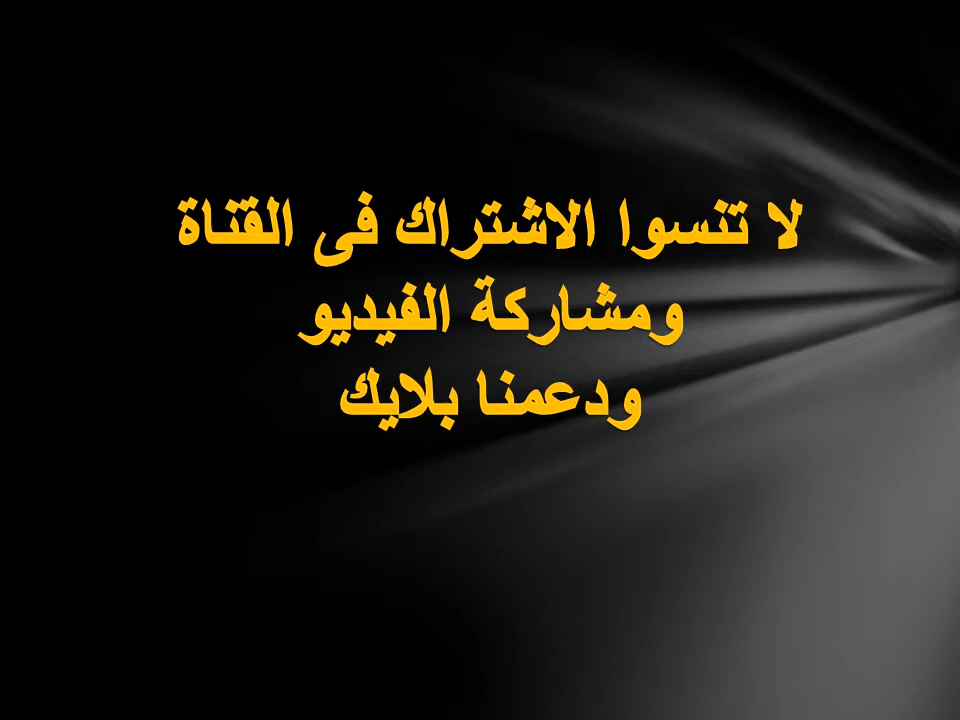 لا تنسوا الاشتراك فى القناة
ومشاركة الفيديو
ودعمنا بلايك